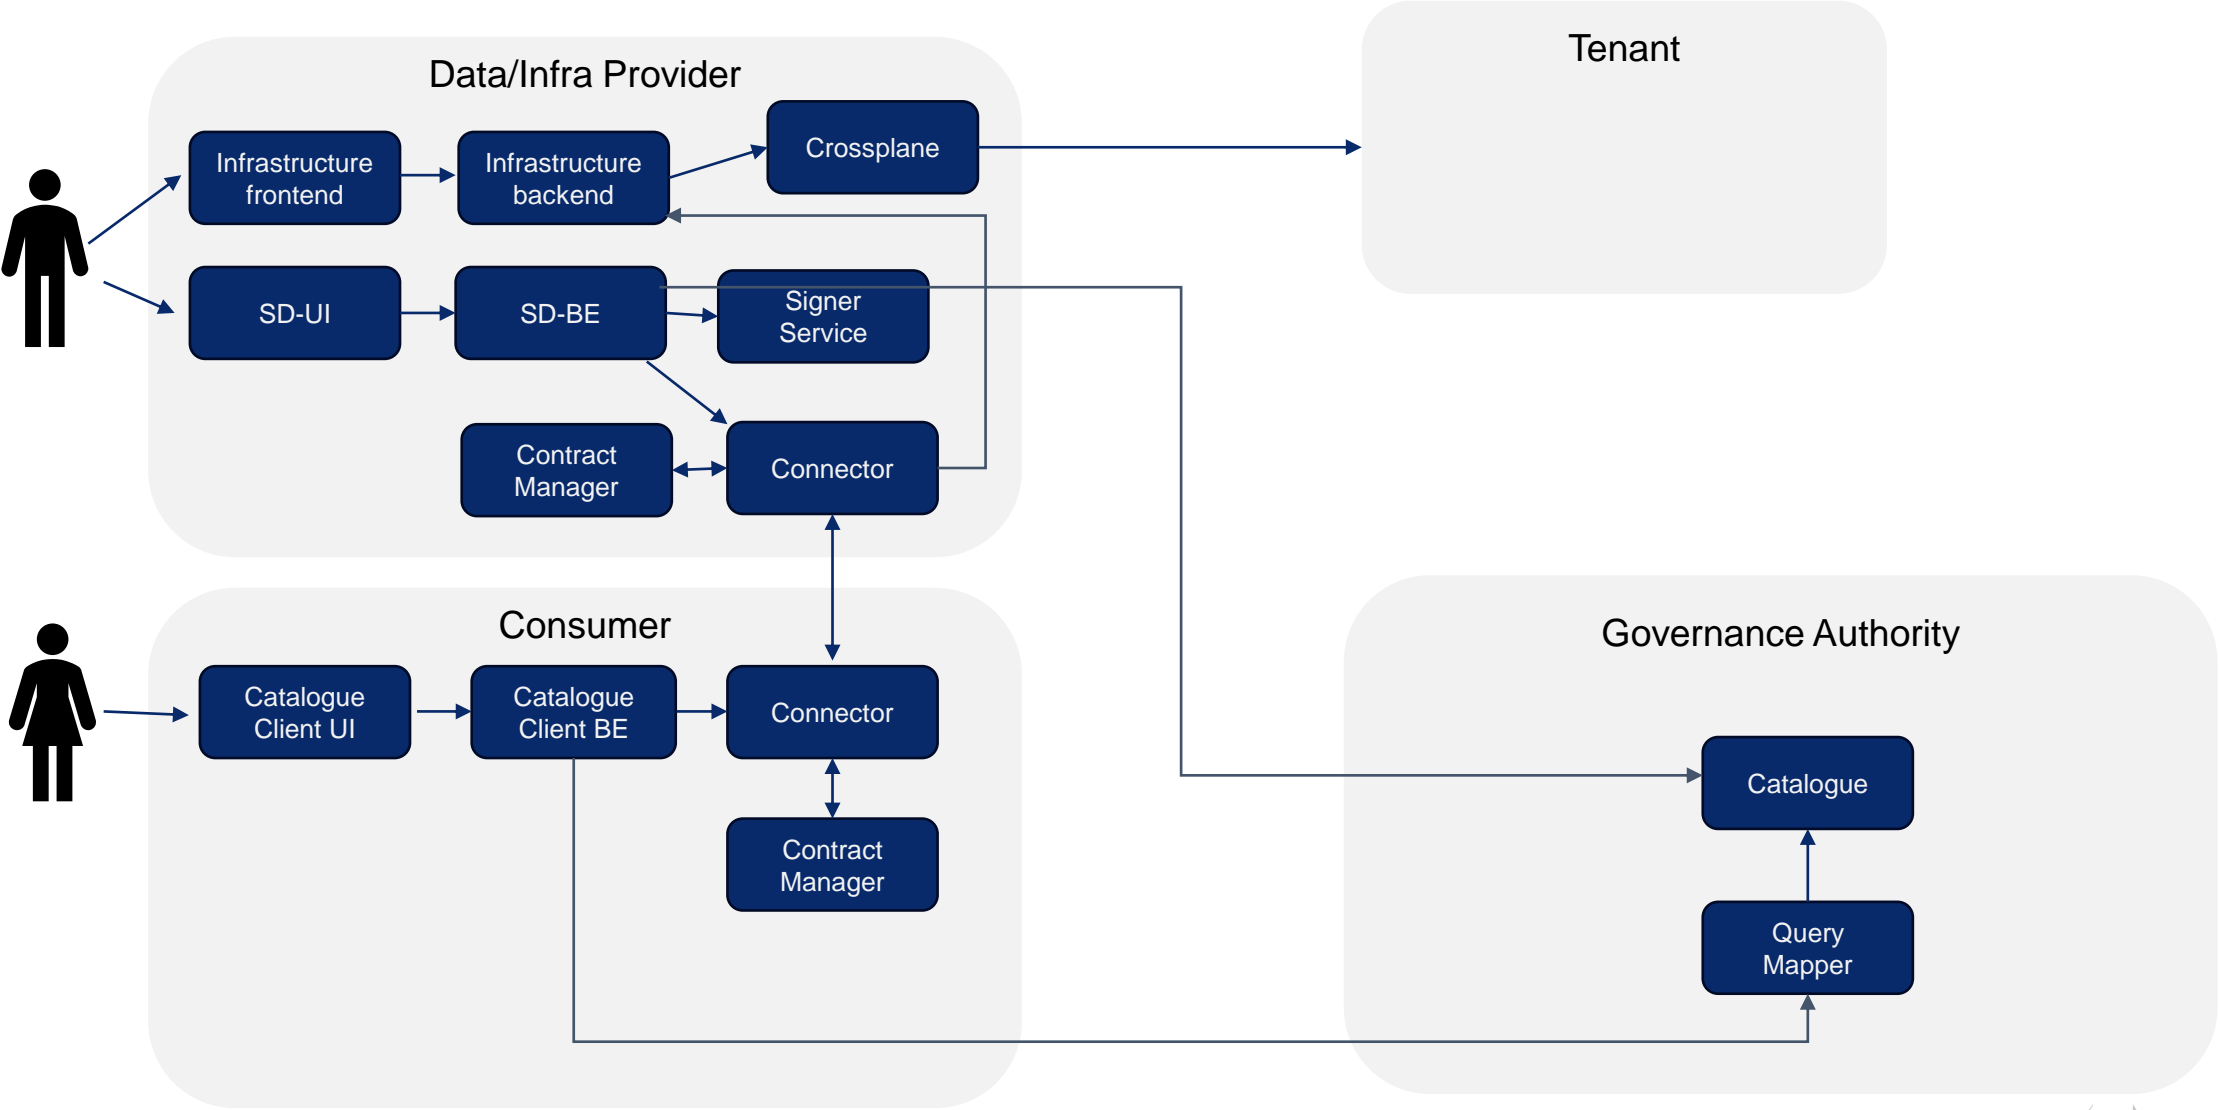 Data/Infra Provider
Tenant
Infrastructure
frontend
Infrastructure
backend
Crossplane
SD-UI
SD-BE
Signer
Service
Contract
Manager
Connector
Consumer
Catalogue
Client UI
Catalogue
Client BE
Connector
Contract
Manager
Governance Authority
Catalogue
Query
Mapper